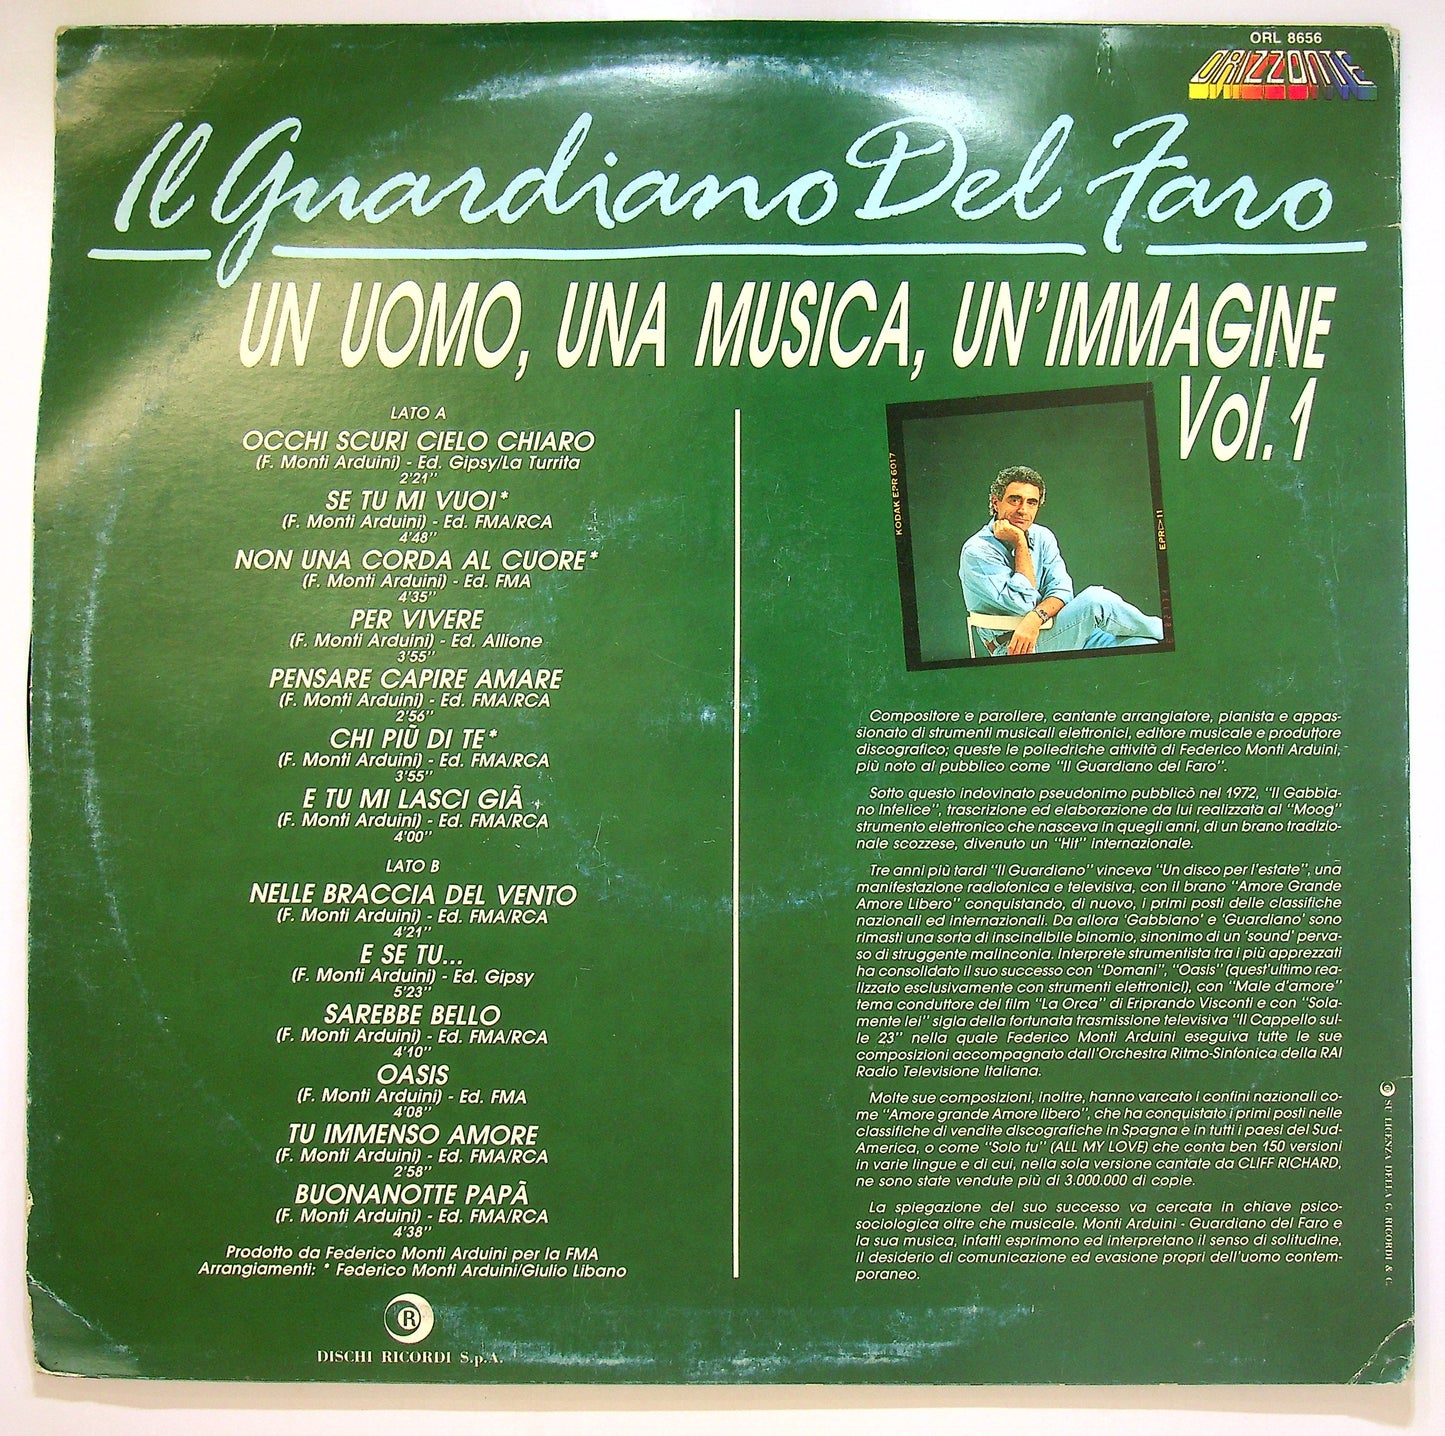 ORL 8656
ORIZZONTE
Il Guardiano Del Faro
UN UOMO, UNA MUSICA, UN'IMMAGINE
Vol. 1
LATO A
OCCHI SCURI CIELO CHIARO
(F. Monti Arduini) - Ed. Gipsy/La Turrita
2'21"
SE TU MI VUOI*
(F. Monti Arduini) - Ed. FMA/RCA
4'48"
NON UNA CORDA AL CUORE*
(F. Monti Arduini) - Ed. FMA
4'35"
PER VIVERE
(F. Monti Arduini) - Ed. Allione
3'55"
PENSARE CAPIRE AMARE
(F. Monti Arduini) - Ed. FMA/RCA
2'56"
CHI PIÙ DI TE*
(F. Monti Arduini) - Ed. FMA/RCA
3'55"
E TU MI LASCI GIÀ
(F. Monti Arduini) - Ed. FMA/RCA
4'00"
LATO B
NELLE BRACCIA DEL VENTO
(F. Monti Arduini) - Ed. FMA/RCA
4'21"
E SE TU...
(F. Monti Arduini) - Ed. Gipsy
5'23"
SAREBBE BELLO
(F. Monti Arduini) - Ed. FMA/RCA
4'10"
OASIS
(F. Monti Arduini) - Ed. FMA
4'08"
TU IMMENSO AMORE
(F. Monti Arduini) - Ed. FMA/RCA
2'58"
BUONANOTTE PAPÀ
(F. Monti Arduini) - Ed. FMA/RCA
4'38"
Prodotto da Federico Monti Arduini per la FMA
Arrangiamenti: * Federico Monti Arduini/Giulio Libano
R
DISCHI RICORDI S.p.A.
KODAK EPR 6017
EPR▷11
Compositore e paroliere, cantante arrangiatore, pianista e appas-
sionato di strumenti musicali elettronici, editore musicale e produttore
discografico; queste le poliedriche attività di Federico Monti Arduini,
più noto al pubblico come "Il Guardiano del Faro".
Sotto questo indovinato pseudonimo pubblicò nel 1972, "Il Gabbia-
no Infelice", trascrizione ed elaborazione da lui realizzata al "Moog"
strumento elettronico che nasceva in quegli anni, di un brano tradizio-
nale scozzese, divenuto un "Hit" internazionale.
Tre anni più tardi "Il Guardiano" vinceva "Un disco per l'estate", una
manifestazione radiofonica e televisiva, con il brano "Amore Grande
Amore Libero" conquistando, di nuovo, i primi posti delle classifiche
nazionali ed internazionali. Da allora 'Gabbiano' e 'Guardiano' sono
rimasti una sorta di inscindibile binomio, sinonimo di un 'sound' perva-
so di struggente malinconia. Interprete strumentista tra i più apprezzati
ha consolidato il suo successo con "Domani", "Oasis" (quest'ultimo rea-
lizzato esclusivamente con strumenti elettronici), con "Male d'amore"
tema conduttore del film "La Orca" di Eriprando Visconti e con "Sola-
mente lei" sigla della fortunata trasmissione televisiva "Il Cappello sul-
le 23" nella quale Federico Monti Arduini eseguiva tutte le sue
composizioni accompagnato dall'Orchestra Ritmo-Sinfonica della RAI
Radio Televisione Italiana.
Molte sue composizioni, inoltre, hanno varcato i confini nazionali co-
me "Amore grande Amore libero", che ha conquistato i primi posti nelle
classifiche di vendite discografiche in Spagna e in tutti i paesi del Sud-
America, o come "Solo tu" (ALL MY LOVE) che conta ben 150 versioni
in varie lingue e di cui, nella sola versione cantate da CLIFF RICHARD,
ne sono state vendute più di 3.000.000 di copie.
La spiegazione del suo successo va cercata in chiave psico-
sociologica oltre che musicale. Monti Arduini - Guardiano del Faro e
la sua musica, infatti esprimono ed interpretano il senso di solitudine,
il desiderio di comunicazione ed evasione propri dell'uomo contem-
poraneo.
SU LICENZA DELLA G. RICORDI & C.